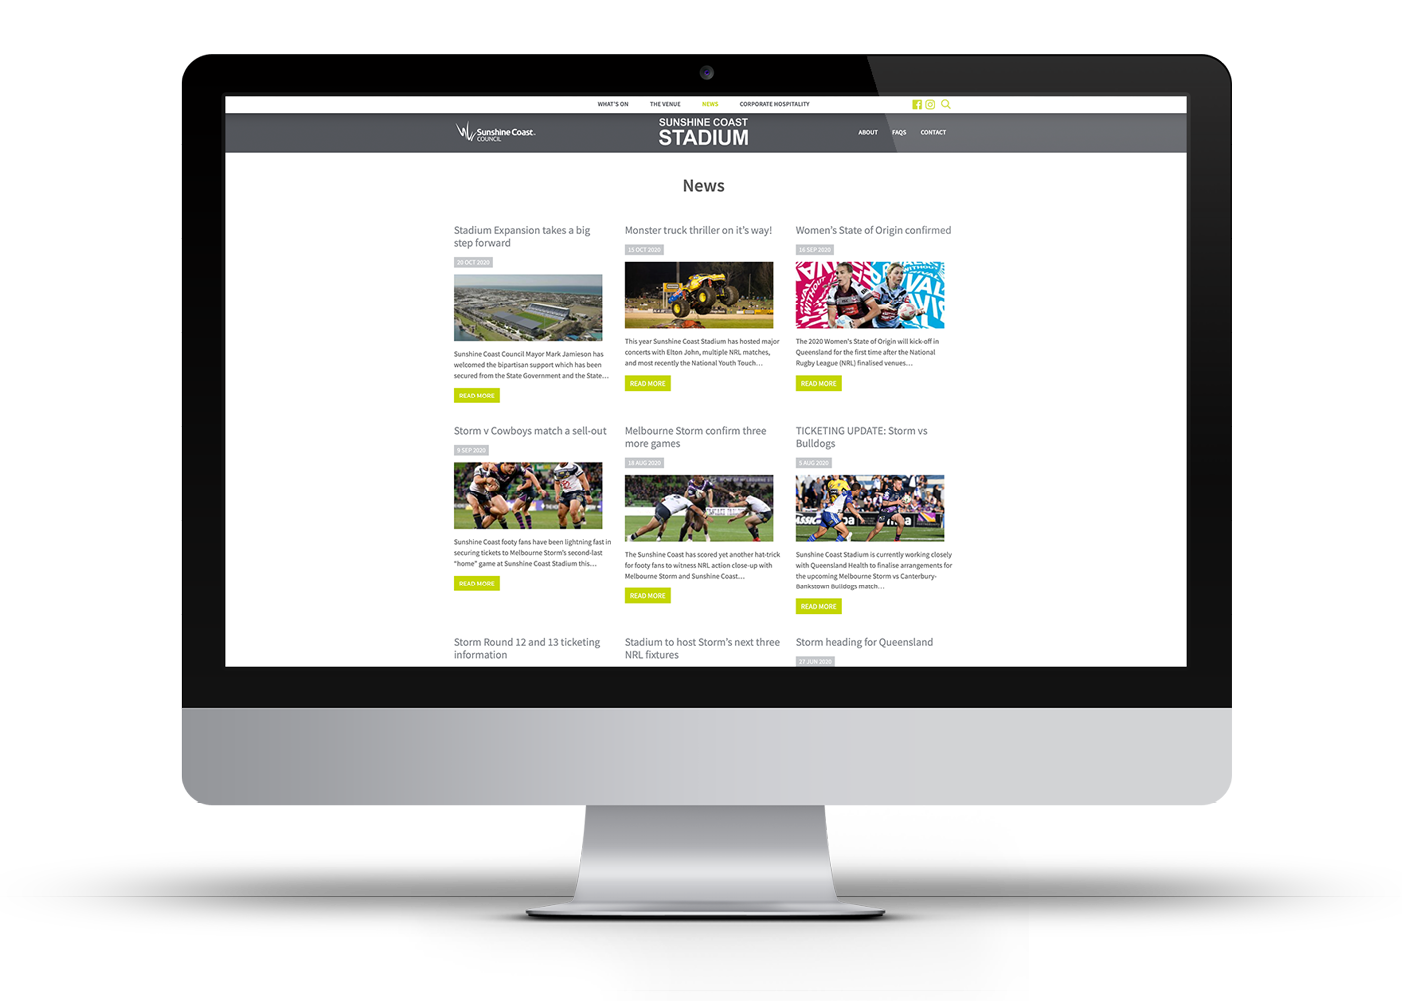 WHAT'S ON THE VENUE NEWS CORPORATE HOSPITALITY
Sunshine Coast
COUNCIL
SUNSHINE COAST
STADIUM
ABOUT FAQS CONTACT
News
Stadium Expansion takes a big
step forward
20 OCT 2020
Sunshine Coast Council Mayor Mark Jamieson has
welcomed the bipartisan support which has been
secured from the State Government and the State...
READ MORE
Monster truck thriller on it's way!
15 OCT 2020
This year Sunshine Coast Stadium has hosted major
concerts with Elton John, multiple NRL matches,
and most recently the National Youth Touch...
READ MORE
Women's State of Origin confirmed
16 SEP 2020
The 2020 Women's State of Origin will kick-off in
Queensland for the first time after the National
Rugby League (NRL) finalised venues...
READ MORE
Storm v Cowboys match a sell-out
9 SEP 2020
Sunshine Coast footy fans have been lightning fast in
securing tickets to Melbourne Storm's second-last
"home" game at Sunshine Coast Stadium this...
READ MORE
Melbourne Storm confirm three
more games
18 AUG 2020
The Sunshine Coast has scored yet another hat-trick
for footy fans to witness NRL action close-up with
Melbourne Storm and Sunshine Coast...
READ MORE
TICKETING UPDATE: Storm vs
Bulldogs
5 AUG 2020
Sunshine Coast Stadium is currently working closely
with Queensland Health to finalise arrangements for
the upcoming Melbourne Storm vs Canterbury-
Bankstown Bulldogs match...
READ MORE
Storm Round 12 and 13 ticketing
information
Stadium to host Storm's next three
NRL fixtures
Storm heading for Queensland
27 JUN 2020